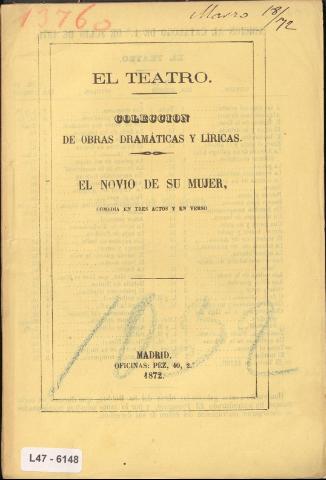 13760
Marzo 18/72
EL TEATRO.
COLECCION
DE OBRAS DRAMÁTICAS Y LÍRICAS.
EL NOVIO DE SU MUJER,
COMEDIA EN TRES ACTOS Y EN VERSO
1052
MADRID.
OFICINAS: PEZ, 40, 2.º
1872.
L47 - 6148